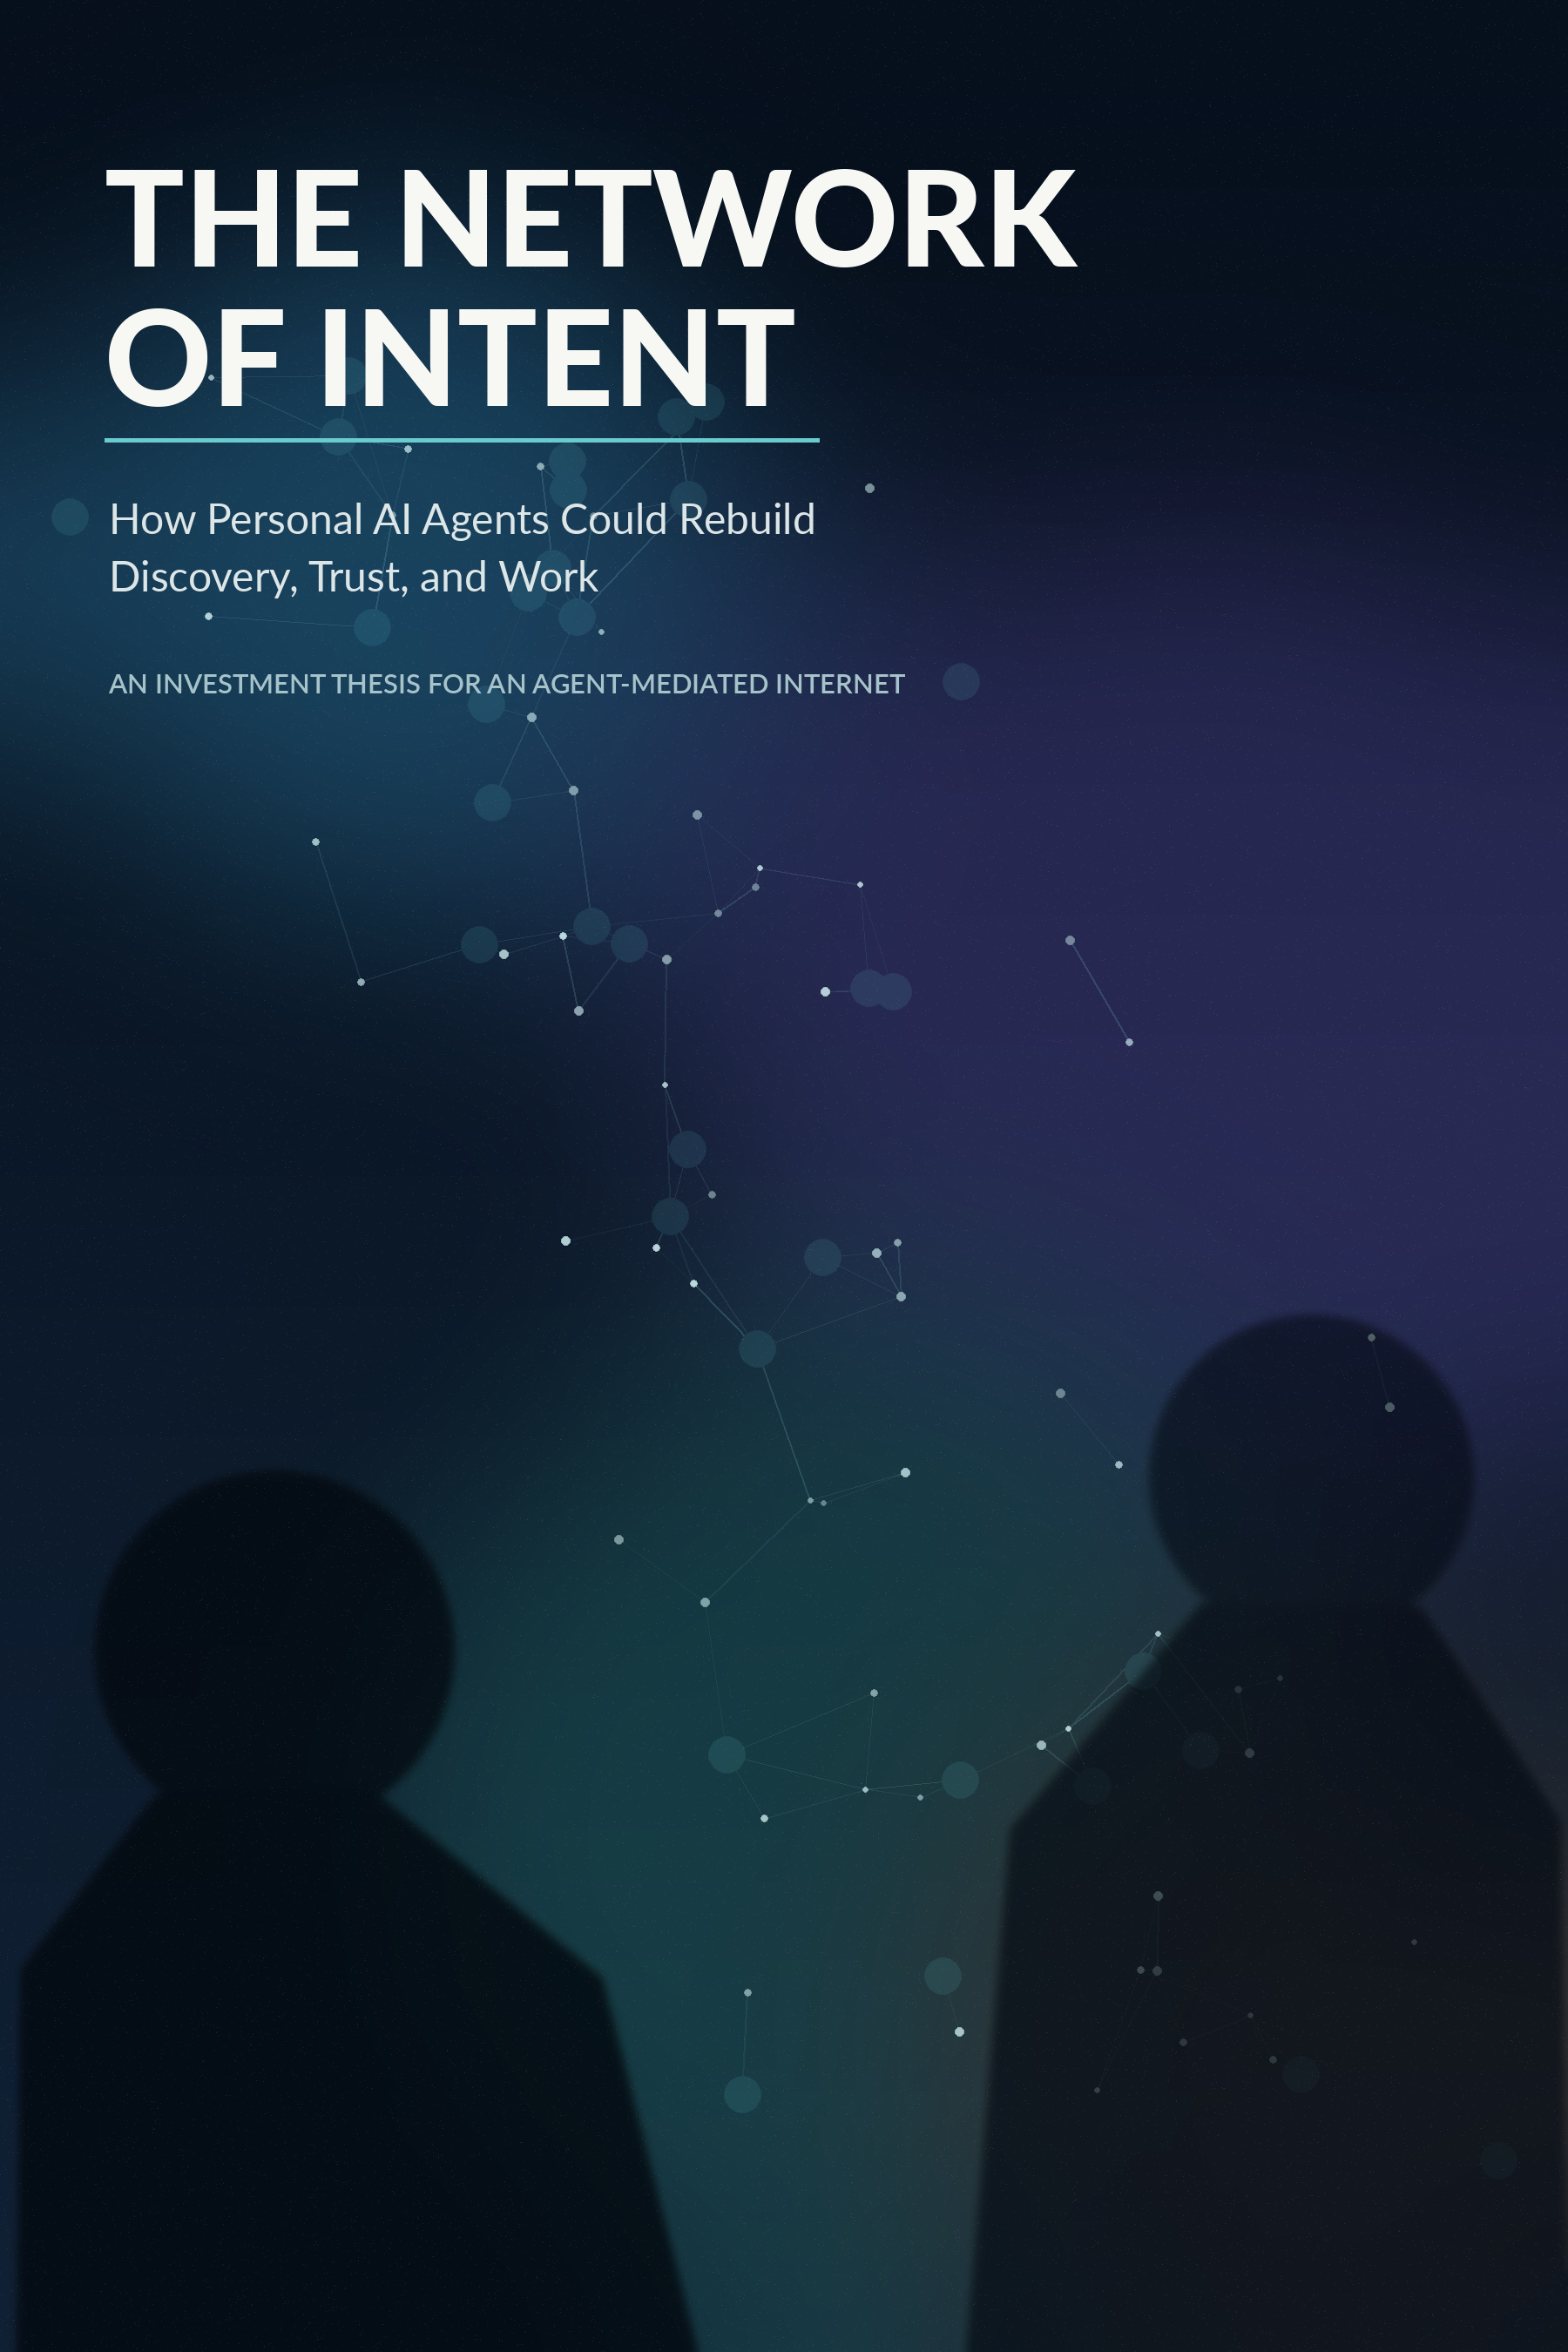 THE NETWORK
OF INTENT
How Personal AI Agents Could Rebuild
Discovery, Trust, and Work
AN INVESTMENT THESIS FOR AN AGENT-MEDIATED INTERNET